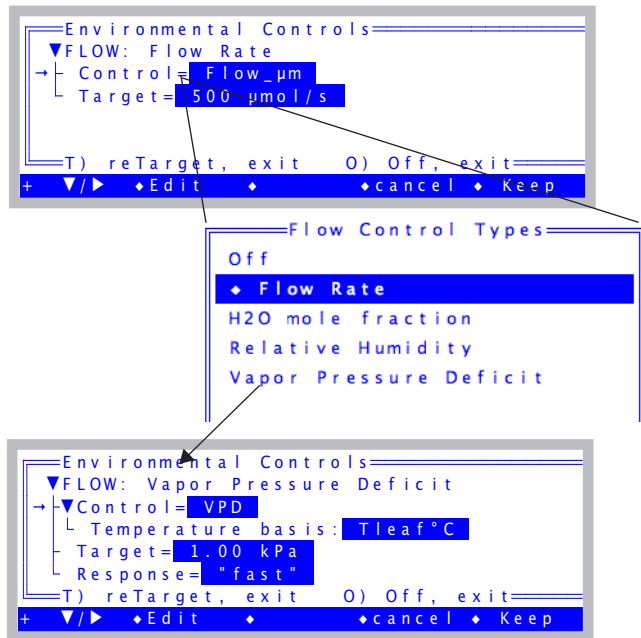 Environmental Controls
▼FLOW: Flow Rate
→ Control= Flow_µm
Target= 500 µmol/s
T) reTarget, exit O) Off, exit
+ ▼/▶ ◆Edit ◆ ◆cancel ◆ Keep
Flow Control Types
Off
◆ Flow Rate
H2O mole fraction
Relative Humidity
Vapor Pressure Deficit
Environmental Controls
▼FLOW: Vapor Pressure Deficit
→ ▼Control= VPD
Temperature basis: Tleaf°C
Target= 1.00 kPa
Response= "fast"
T) reTarget, exit O) Off, exit
+ ▼/▶ ◆Edit ◆ ◆cancel ◆ Keep